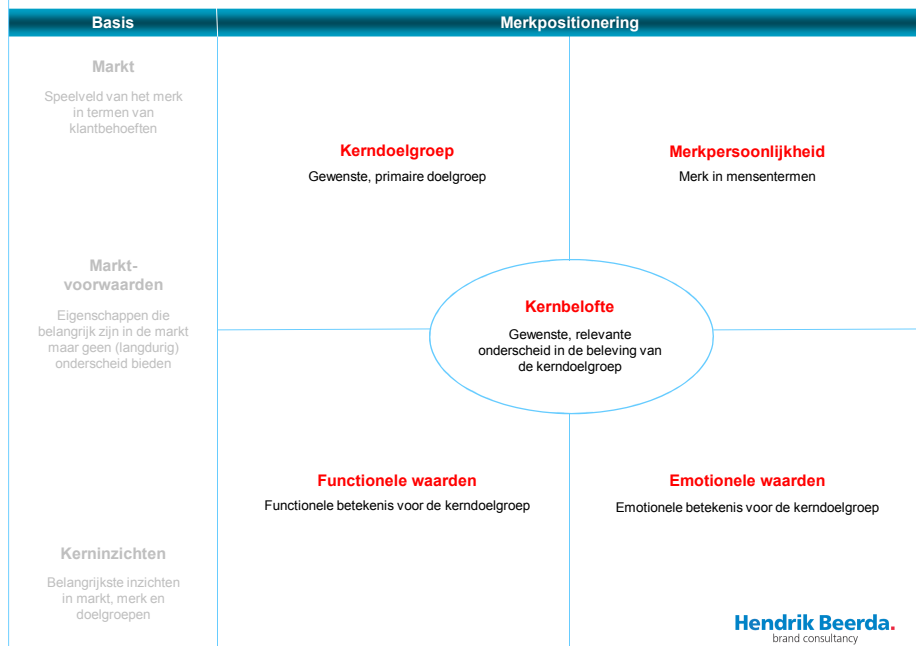 Basis
Merkpositionering
Markt
Speelveld van het merk
in termen van
klantbehoeften
Markt-
voorwaarden
Eigenschappen die
belangrijk zijn in de markt
maar geen (langdurig)
onderscheid bieden
Kerninzichten
Belangrijkste inzichten
in markt, merk en
doelgroepen
Kerndoelgroep
Gewenste, primaire doelgroep
Merkpersoonlijkheid
Merk in mensentermen
Kernbelofte
Gewenste, relevante
onderscheid in de beleving van
de kerndoelgroep
Functionele waarden
Functionele betekenis voor de kerndoelgroep
Emotionele waarden
Emotionele betekenis voor de kerndoelgroep
Hendrik Beerda.
brand consultancy